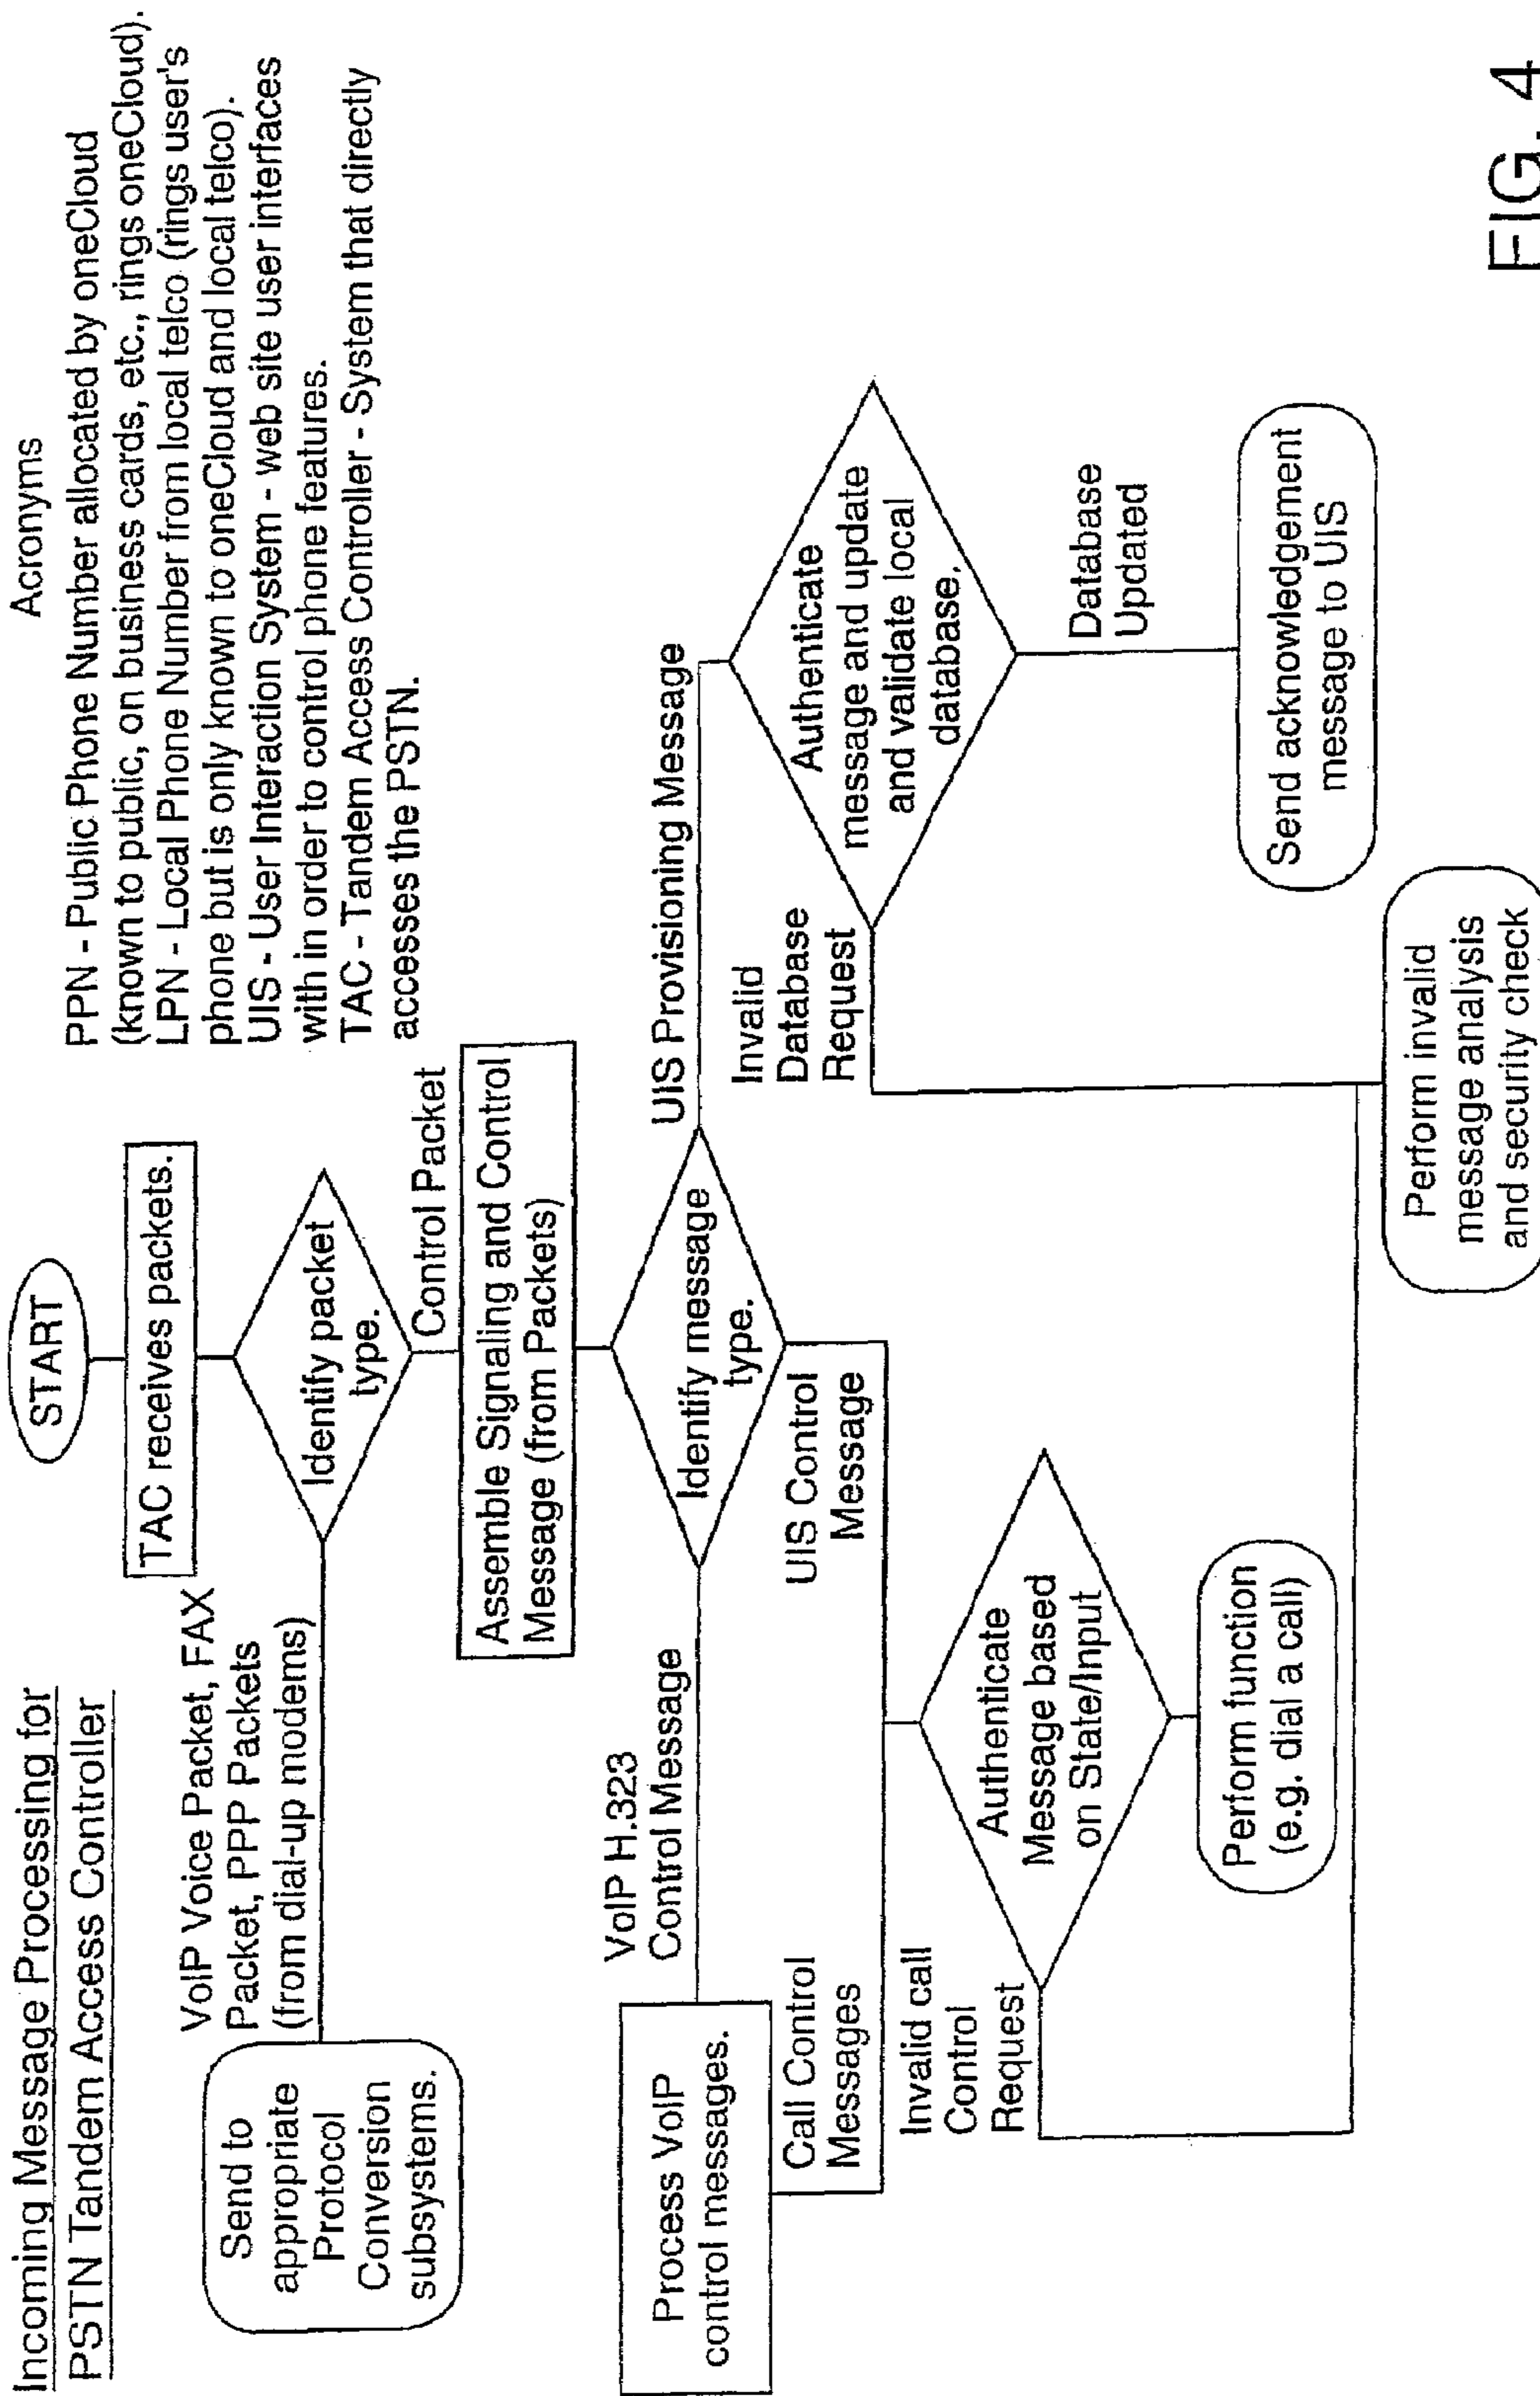 Incoming Message Processing for
PSTN Tandem Access Controller
START
Acronyms
PPN - Public Phone Number allocated by oneCloud
(known to public, on business cards, etc., rings oneCloud).
LPN - Local Phone Number from local telco (rings user's
phone but is only known to oneCloud and local telco).
UIS - User Interaction System - web site user interfaces
with in order to control phone features.
TAC - Tandem Access Controller - System that directly
accesses the PSTN.
TAC receives packets.
Identify packet
type.
VoIP Voice Packet, FAX
Packet, PPP Packets
(from dial-up modems)
Send to
appropriate
Protocol
Conversion
subsystems.
Control Packet
Assemble Signaling and Control
Message (from Packets)
Identify message
type.
VoIP H.323
Control Message
Process VoIP
control messages.
Call Control
Messages
UIS Control
Message
UIS Provisioning Message
Authenticate
message and update
and validate local
database.
Invalid
Database
Request
Database
Updated
Send acknowledgement
message to UIS
Authenticate
Message based
on State/Input
Invalid call
Control
Request
Perform function
(e.g. dial a call)
Perform invalid
message analysis
and security check
FIG. 4